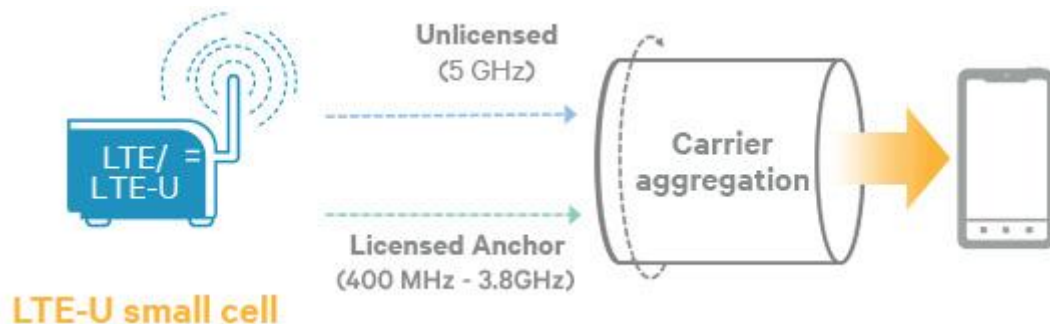 Unlicensed
(5 GHz)
LTE/
LTE-U
Carrier
aggregation
Licensed Anchor
(400 MHz - 3.8GHz)
LTE-U small cell